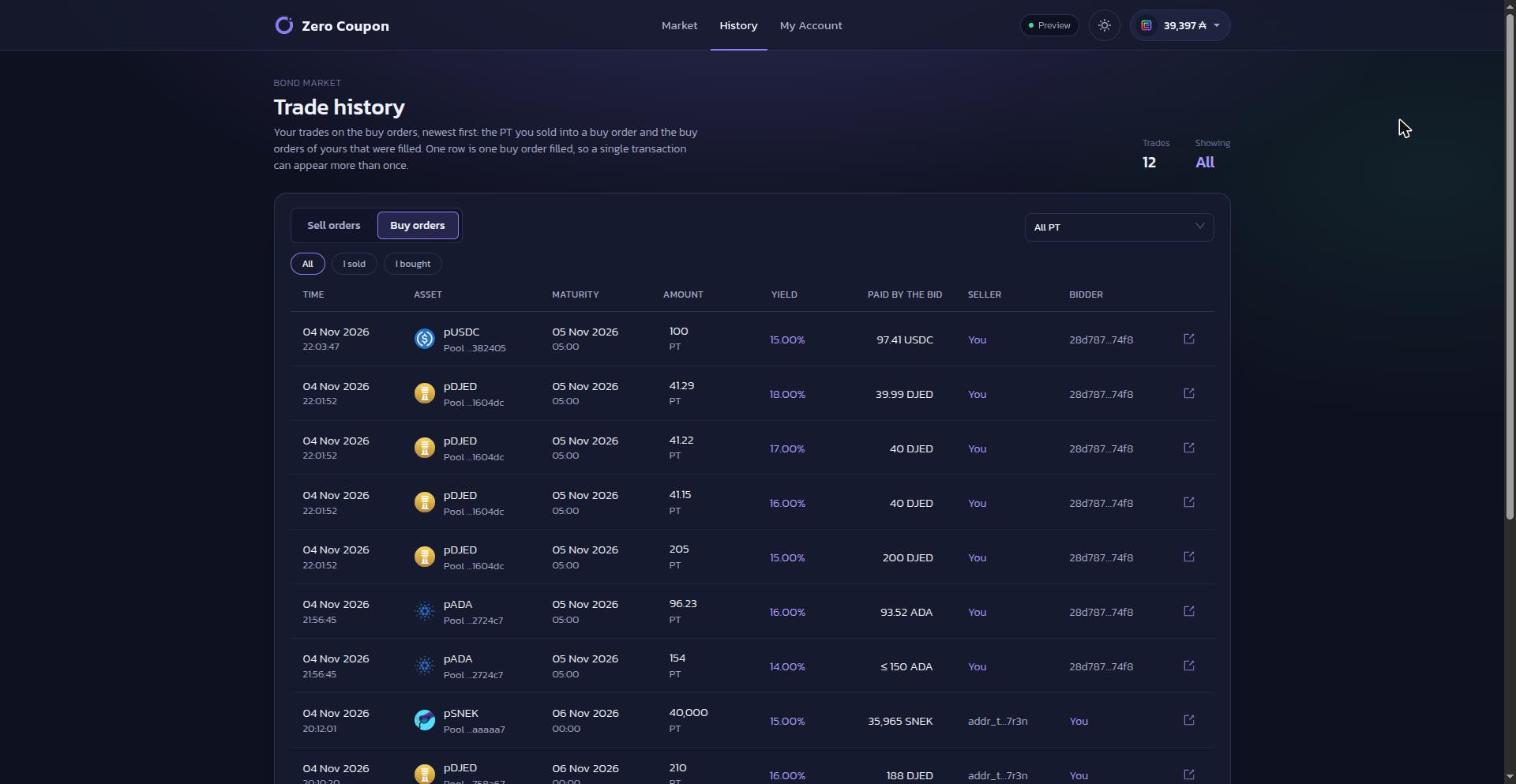 Zero Coupon
Market History My Account
Preview
39,397 ₳
BOND MARKET
Trade history
Your trades on the buy orders, newest first: the PT you sold into a buy order and the buy
orders of yours that were filled. One row is one buy order filled, so a single transaction
can appear more than once.
Trades Showing
12 All
Sell orders Buy orders
All PT
All I sold I bought
TIME ASSET MATURITY AMOUNT YIELD PAID BY THE BID SELLER BIDDER
04 Nov 2026 pUSDC 05 Nov 2026 100 15.00% 97.41 USDC You 28d787...74f8
22:03:47 Pool ...382405 05:00 PT
04 Nov 2026 pDJED 05 Nov 2026 41.29 18.00% 39.99 DJED You 28d787...74f8
22:01:52 Pool ...1604dc 05:00 PT
04 Nov 2026 pDJED 05 Nov 2026 41.22 17.00% 40 DJED You 28d787...74f8
22:01:52 Pool ...1604dc 05:00 PT
04 Nov 2026 pDJED 05 Nov 2026 41.15 16.00% 40 DJED You 28d787...74f8
22:01:52 Pool ...1604dc 05:00 PT
04 Nov 2026 pDJED 05 Nov 2026 205 15.00% 200 DJED You 28d787...74f8
22:01:52 Pool ...1604dc 05:00 PT
04 Nov 2026 pADA 05 Nov 2026 96.23 16.00% 93.52 ADA You 28d787...74f8
21:56:45 Pool ...2724c7 05:00 PT
04 Nov 2026 pADA 05 Nov 2026 154 14.00% ≤ 150 ADA You 28d787...74f8
21:56:45 Pool ...2724c7 05:00 PT
04 Nov 2026 pSNEK 06 Nov 2026 40,000 15.00% 35,965 SNEK addr_t...7r3n You
20:12:01 Pool ...aaaaa7 00:00 PT
04 Nov 2026 pDJED 06 Nov 2026 210 16.00% 188 DJED addr_t...7r3n You